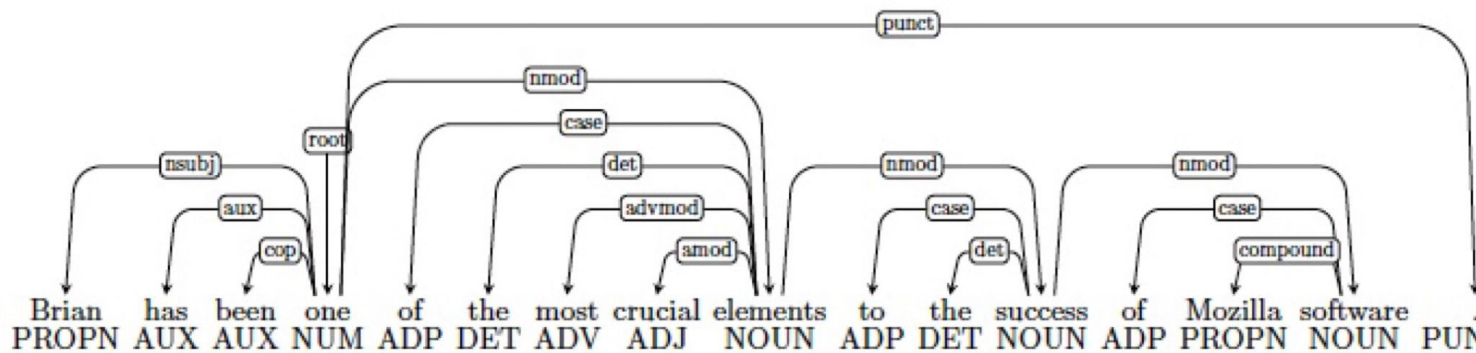 punct
nmod
case
root
nsubj det nmod nmod
aux advmod case case
cop amod det compound
Brian has been one of the most crucial elements to the success of Mozilla software .
PROPN AUX AUX NUM ADP DET ADV ADJ NOUN ADP DET NOUN ADP PROPN NOUN PUN